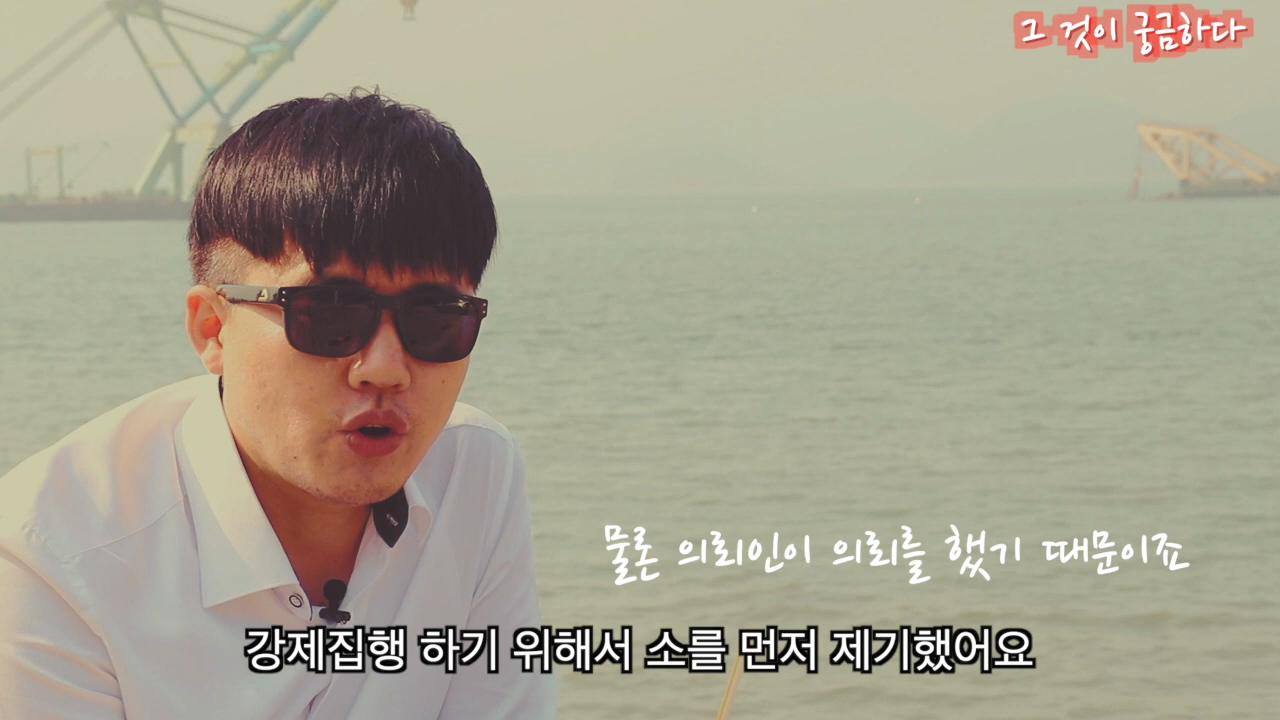 그것이 궁금하다
물론 의뢰인이 의뢰를 했기 때문이죠
강제집행 하기 위해서 소를 먼저 제기했어요